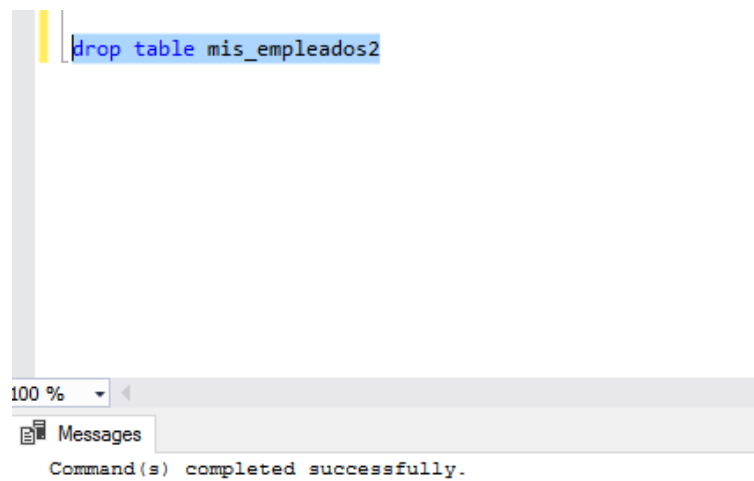 drop table mis_empleados2
100 %
Messages
Command(s) completed successfully.